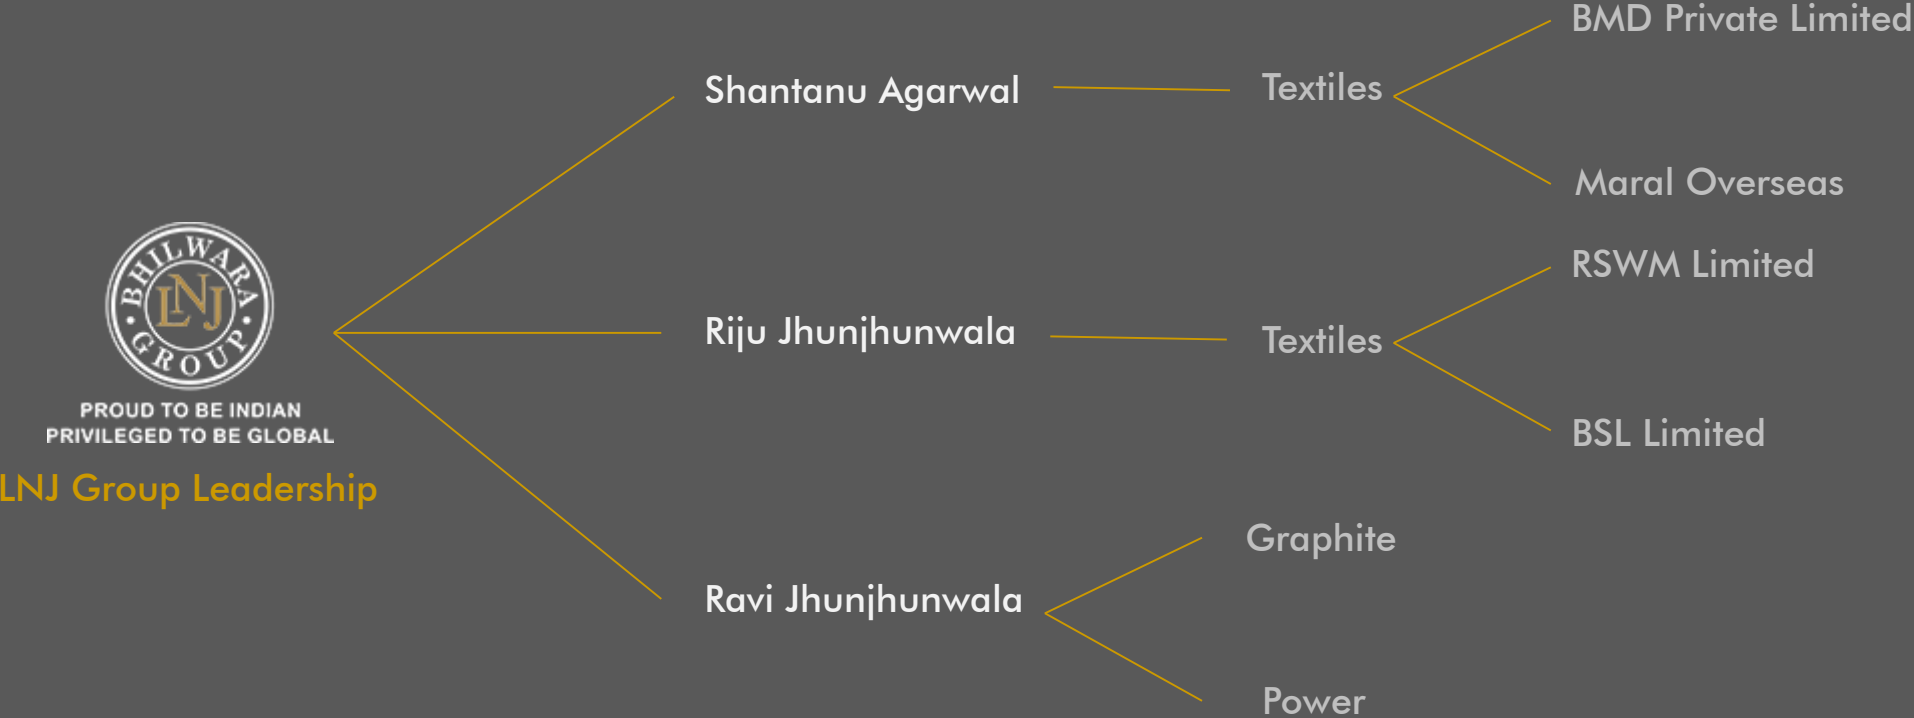 BHILWARA
LNJ
GROUP
PROUD TO BE INDIAN
PRIVILEGED TO BE GLOBAL
LNJ Group Leadership
Shantanu Agarwal
Textiles
BMD Private Limited
Maral Overseas
Riju Jhunjhunwala
Textiles
RSWM Limited
BSL Limited
Ravi Jhunjhunwala
Graphite
Power